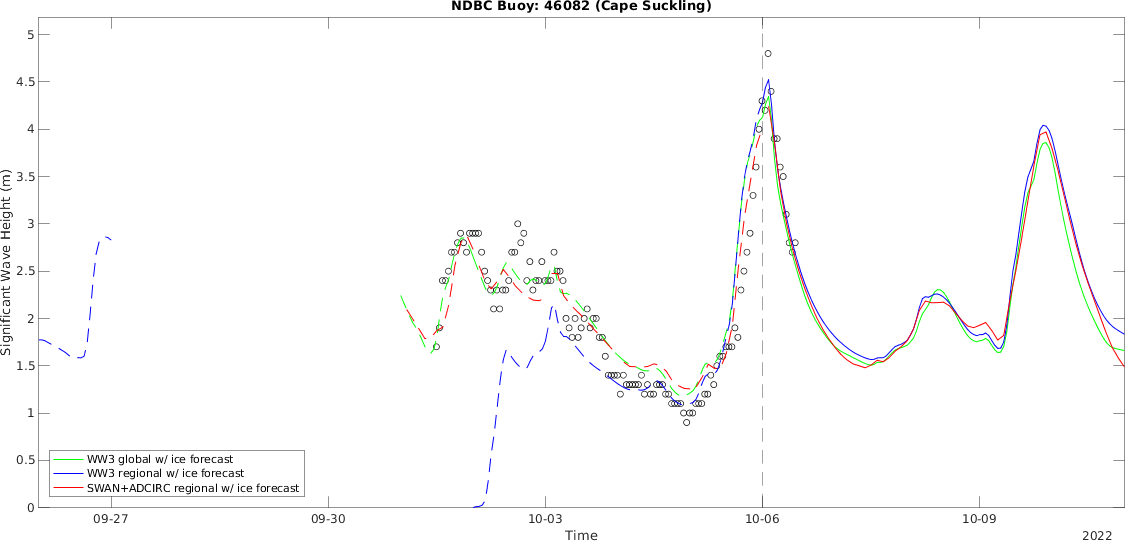 NDBC Buoy: 46082 (Cape Suckling)
5
4.5
4
3.5
3
2.5
2
1.5
1
0.5
0
Significant Wave Height (m)
WW3 global w/ ice forecast
WW3 regional w/ ice forecast
SWAN+ADCIRC regional w/ ice forecast
09-27 09-30 10-03 10-06 10-09
Time
2022